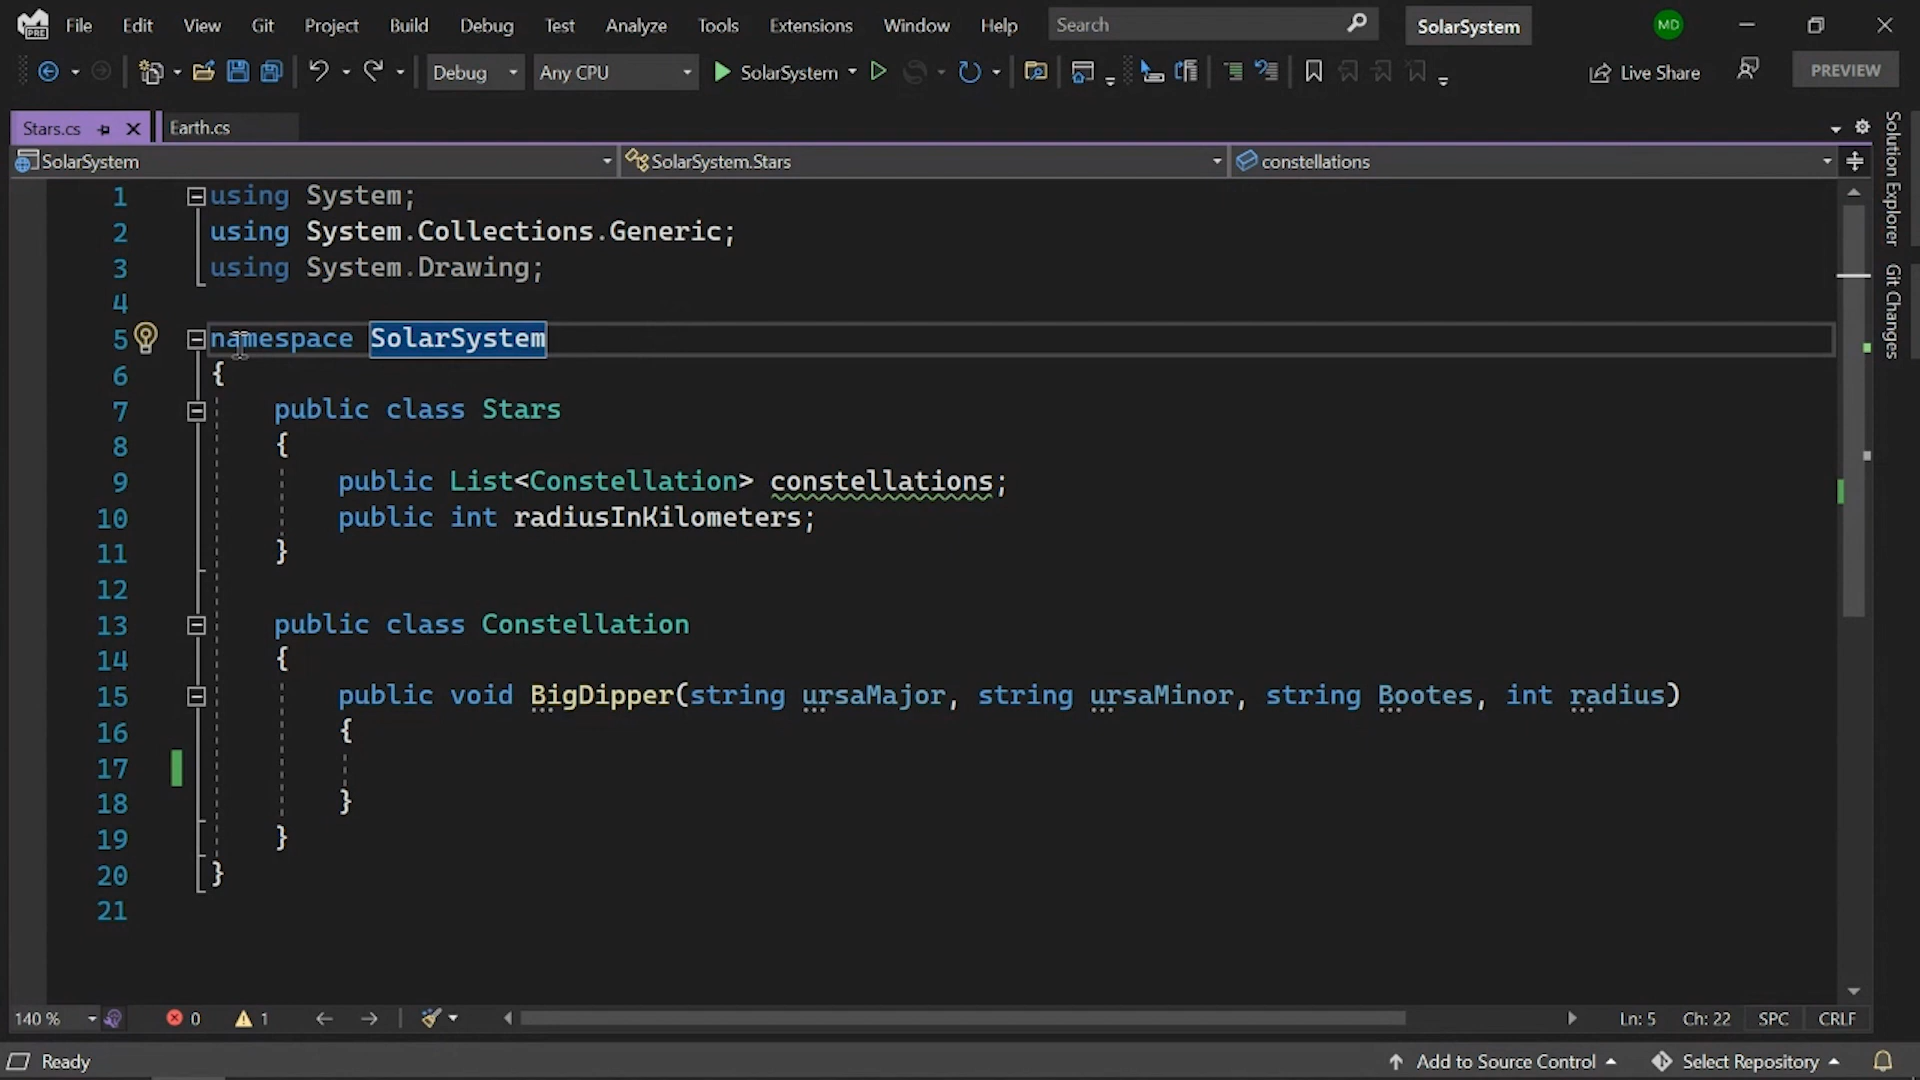 PRE File Edit View Git Project Build Debug Test Analyze Tools Extensions Window Help Search SolarSystem MD
Debug Any CPU SolarSystem Live Share PREVIEW
Stars.cs Earth.cs
SolarSystem SolarSystem.Stars constellations
Solution Explorer
Git Changes
1 using System;
2 using System.Collections.Generic;
3 using System.Drawing;
4
5 namespace SolarSystem
6 {
7 public class Stars
8 {
9 public List<Constellation> constellations;
10 public int radiusInKilometers;
11 }
12
13 public class Constellation
14 {
15 public void BigDipper(string ursaMajor, string ursaMinor, string Bootes, int radius)
16 {
17
18 }
19 }
20 }
21
140 % 0 1 Ln: 5 Ch: 22 SPC CRLF
Ready Add to Source Control Select Repository